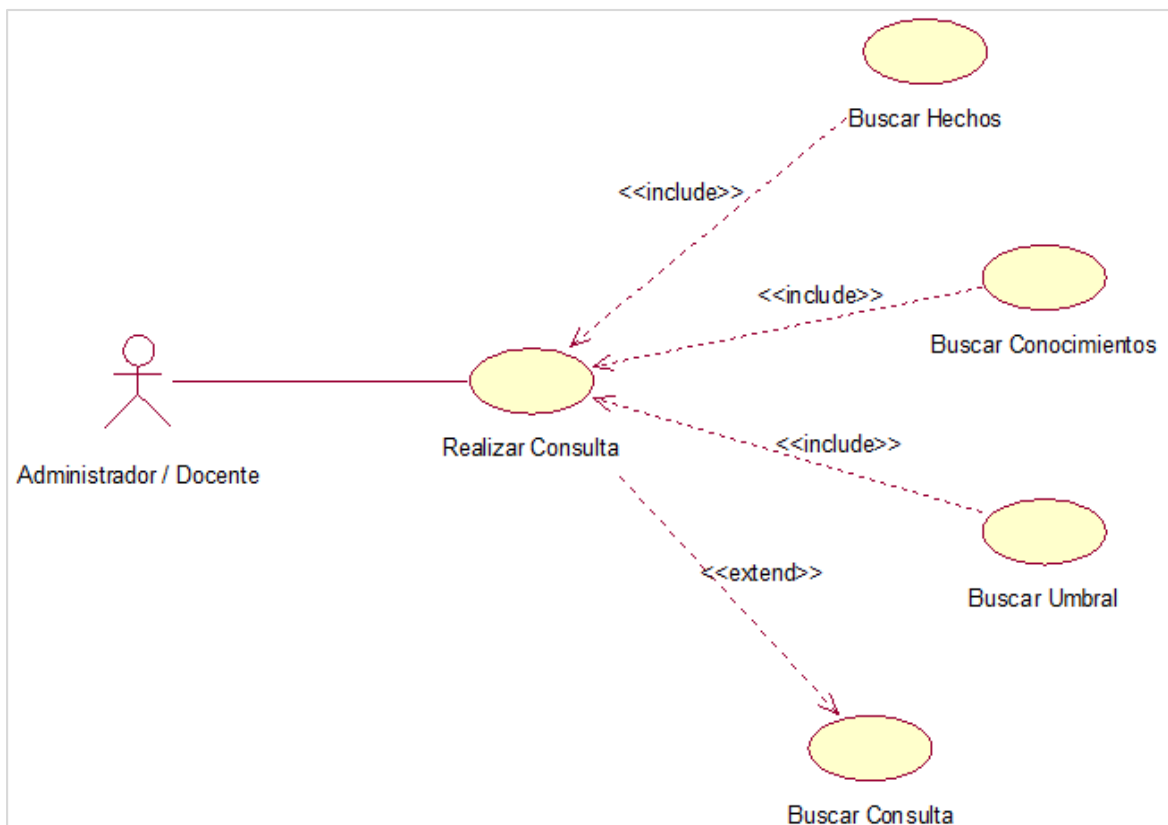 Buscar Hechos
<<include>>
<<include>>
Buscar Conocimientos
Realizar Consulta
<<include>>
Administrador / Docente
<<extend>>
Buscar Umbral
Buscar Consulta